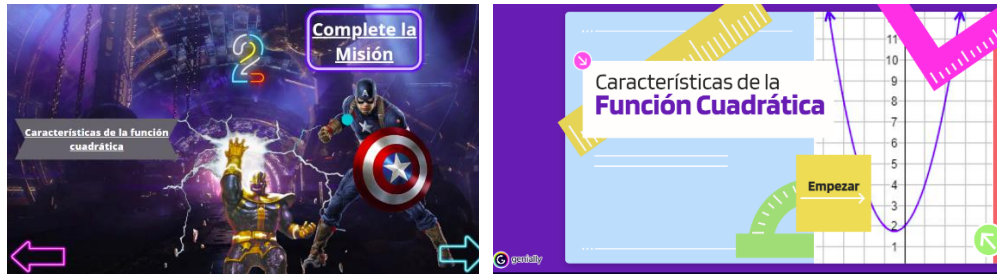 Complete la
Misión
2
Características de la función
cuadrática
Características de la
Función Cuadrática
Empezar
genially
11
10
9
8
7
6
5
4
3
2
1